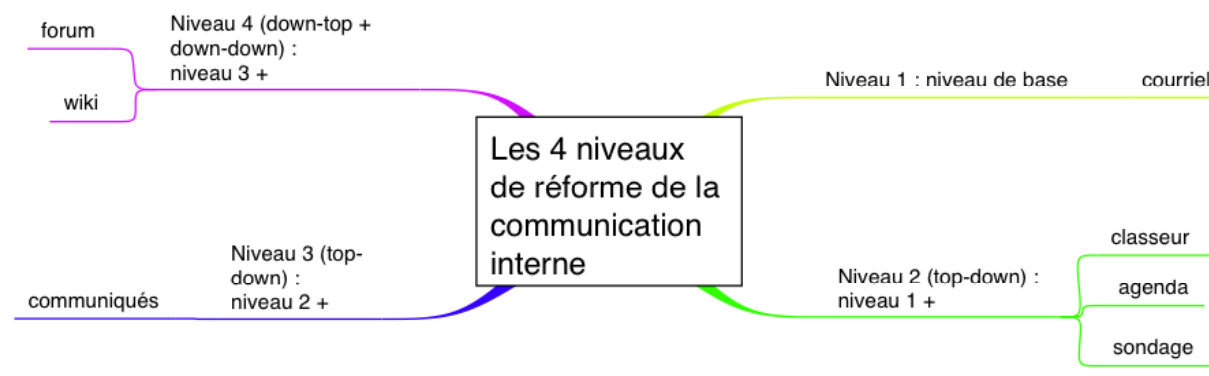 Les 4 niveaux
de réforme de la
communication
interne
Niveau 1 : niveau de base
courriel
Niveau 2 (top-down) :
niveau 1 +
classeur
agenda
sondage
Niveau 3 (top-
down) :
niveau 2 +
communiqués
Niveau 4 (down-top +
down-down) :
niveau 3 +
forum
wiki